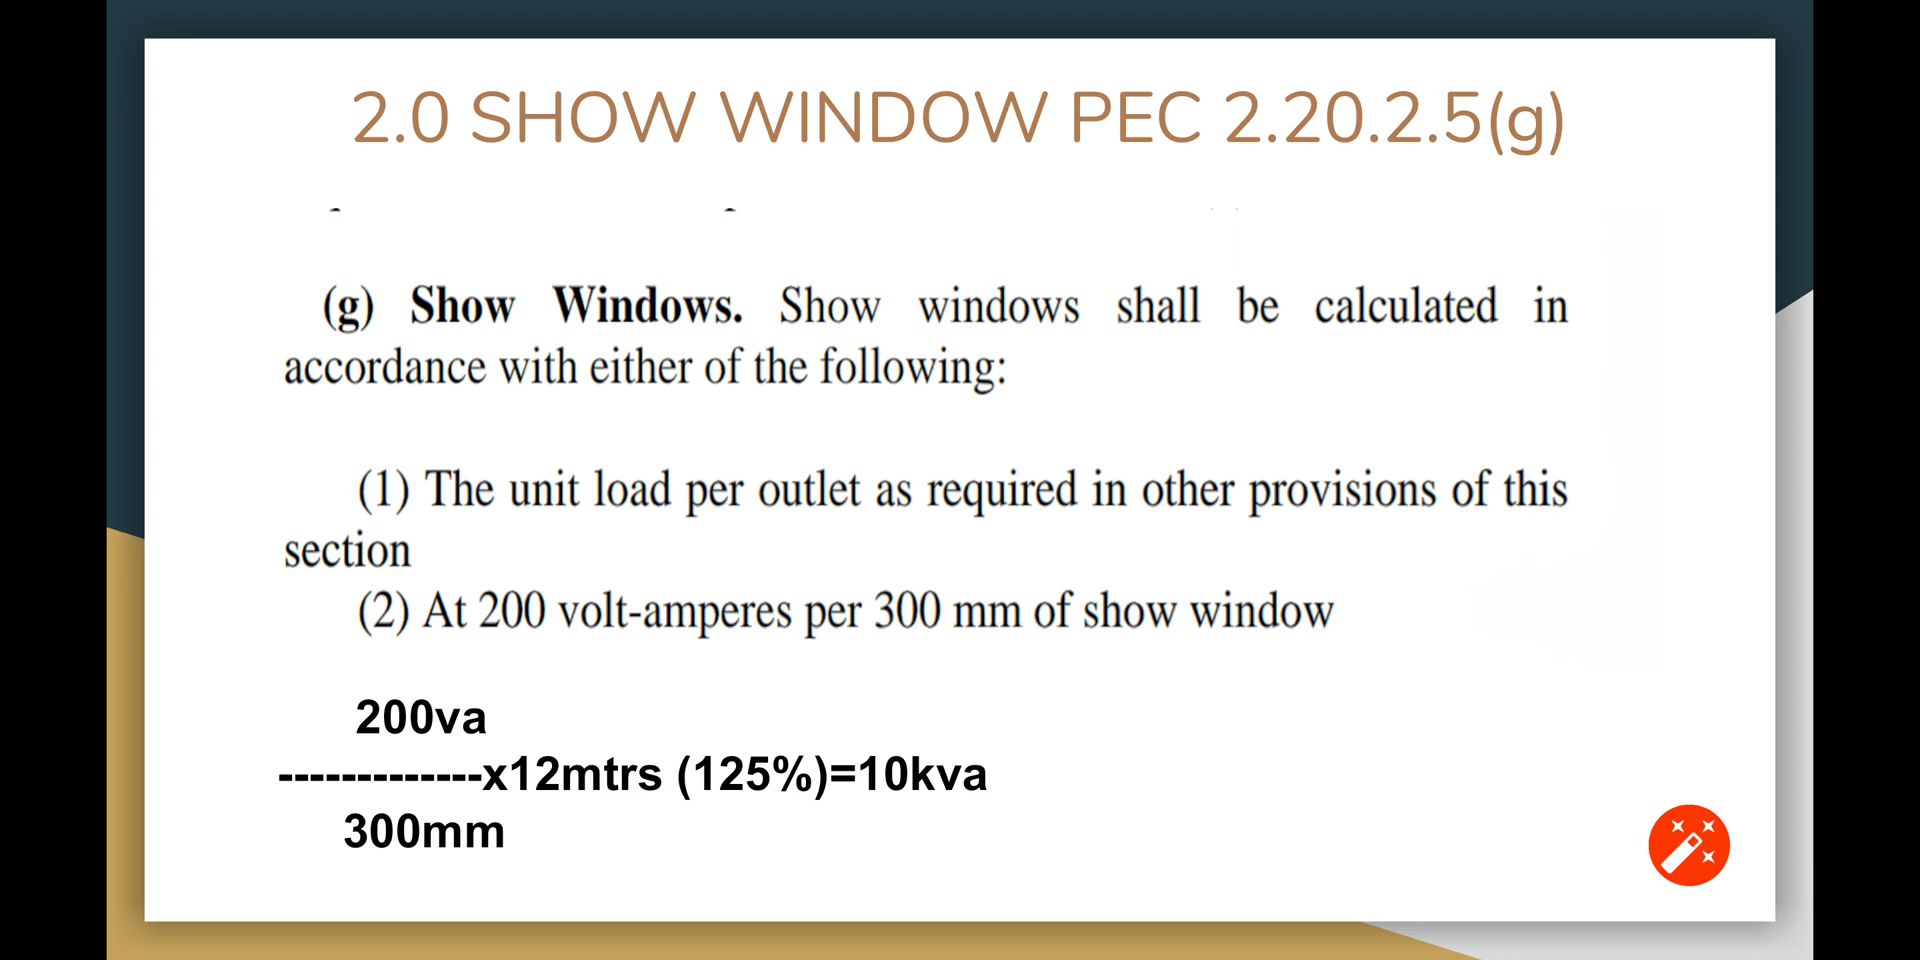 2.0 SHOW WINDOW PEC 2.20.2.5(g)
(g) Show Windows. Show windows shall be calculated in
accordance with either of the following:
(1) The unit load per outlet as required in other provisions of this
section
(2) At 200 volt-amperes per 300 mm of show window
200va
-------------x12mtrs (125%)=10kva
300mm